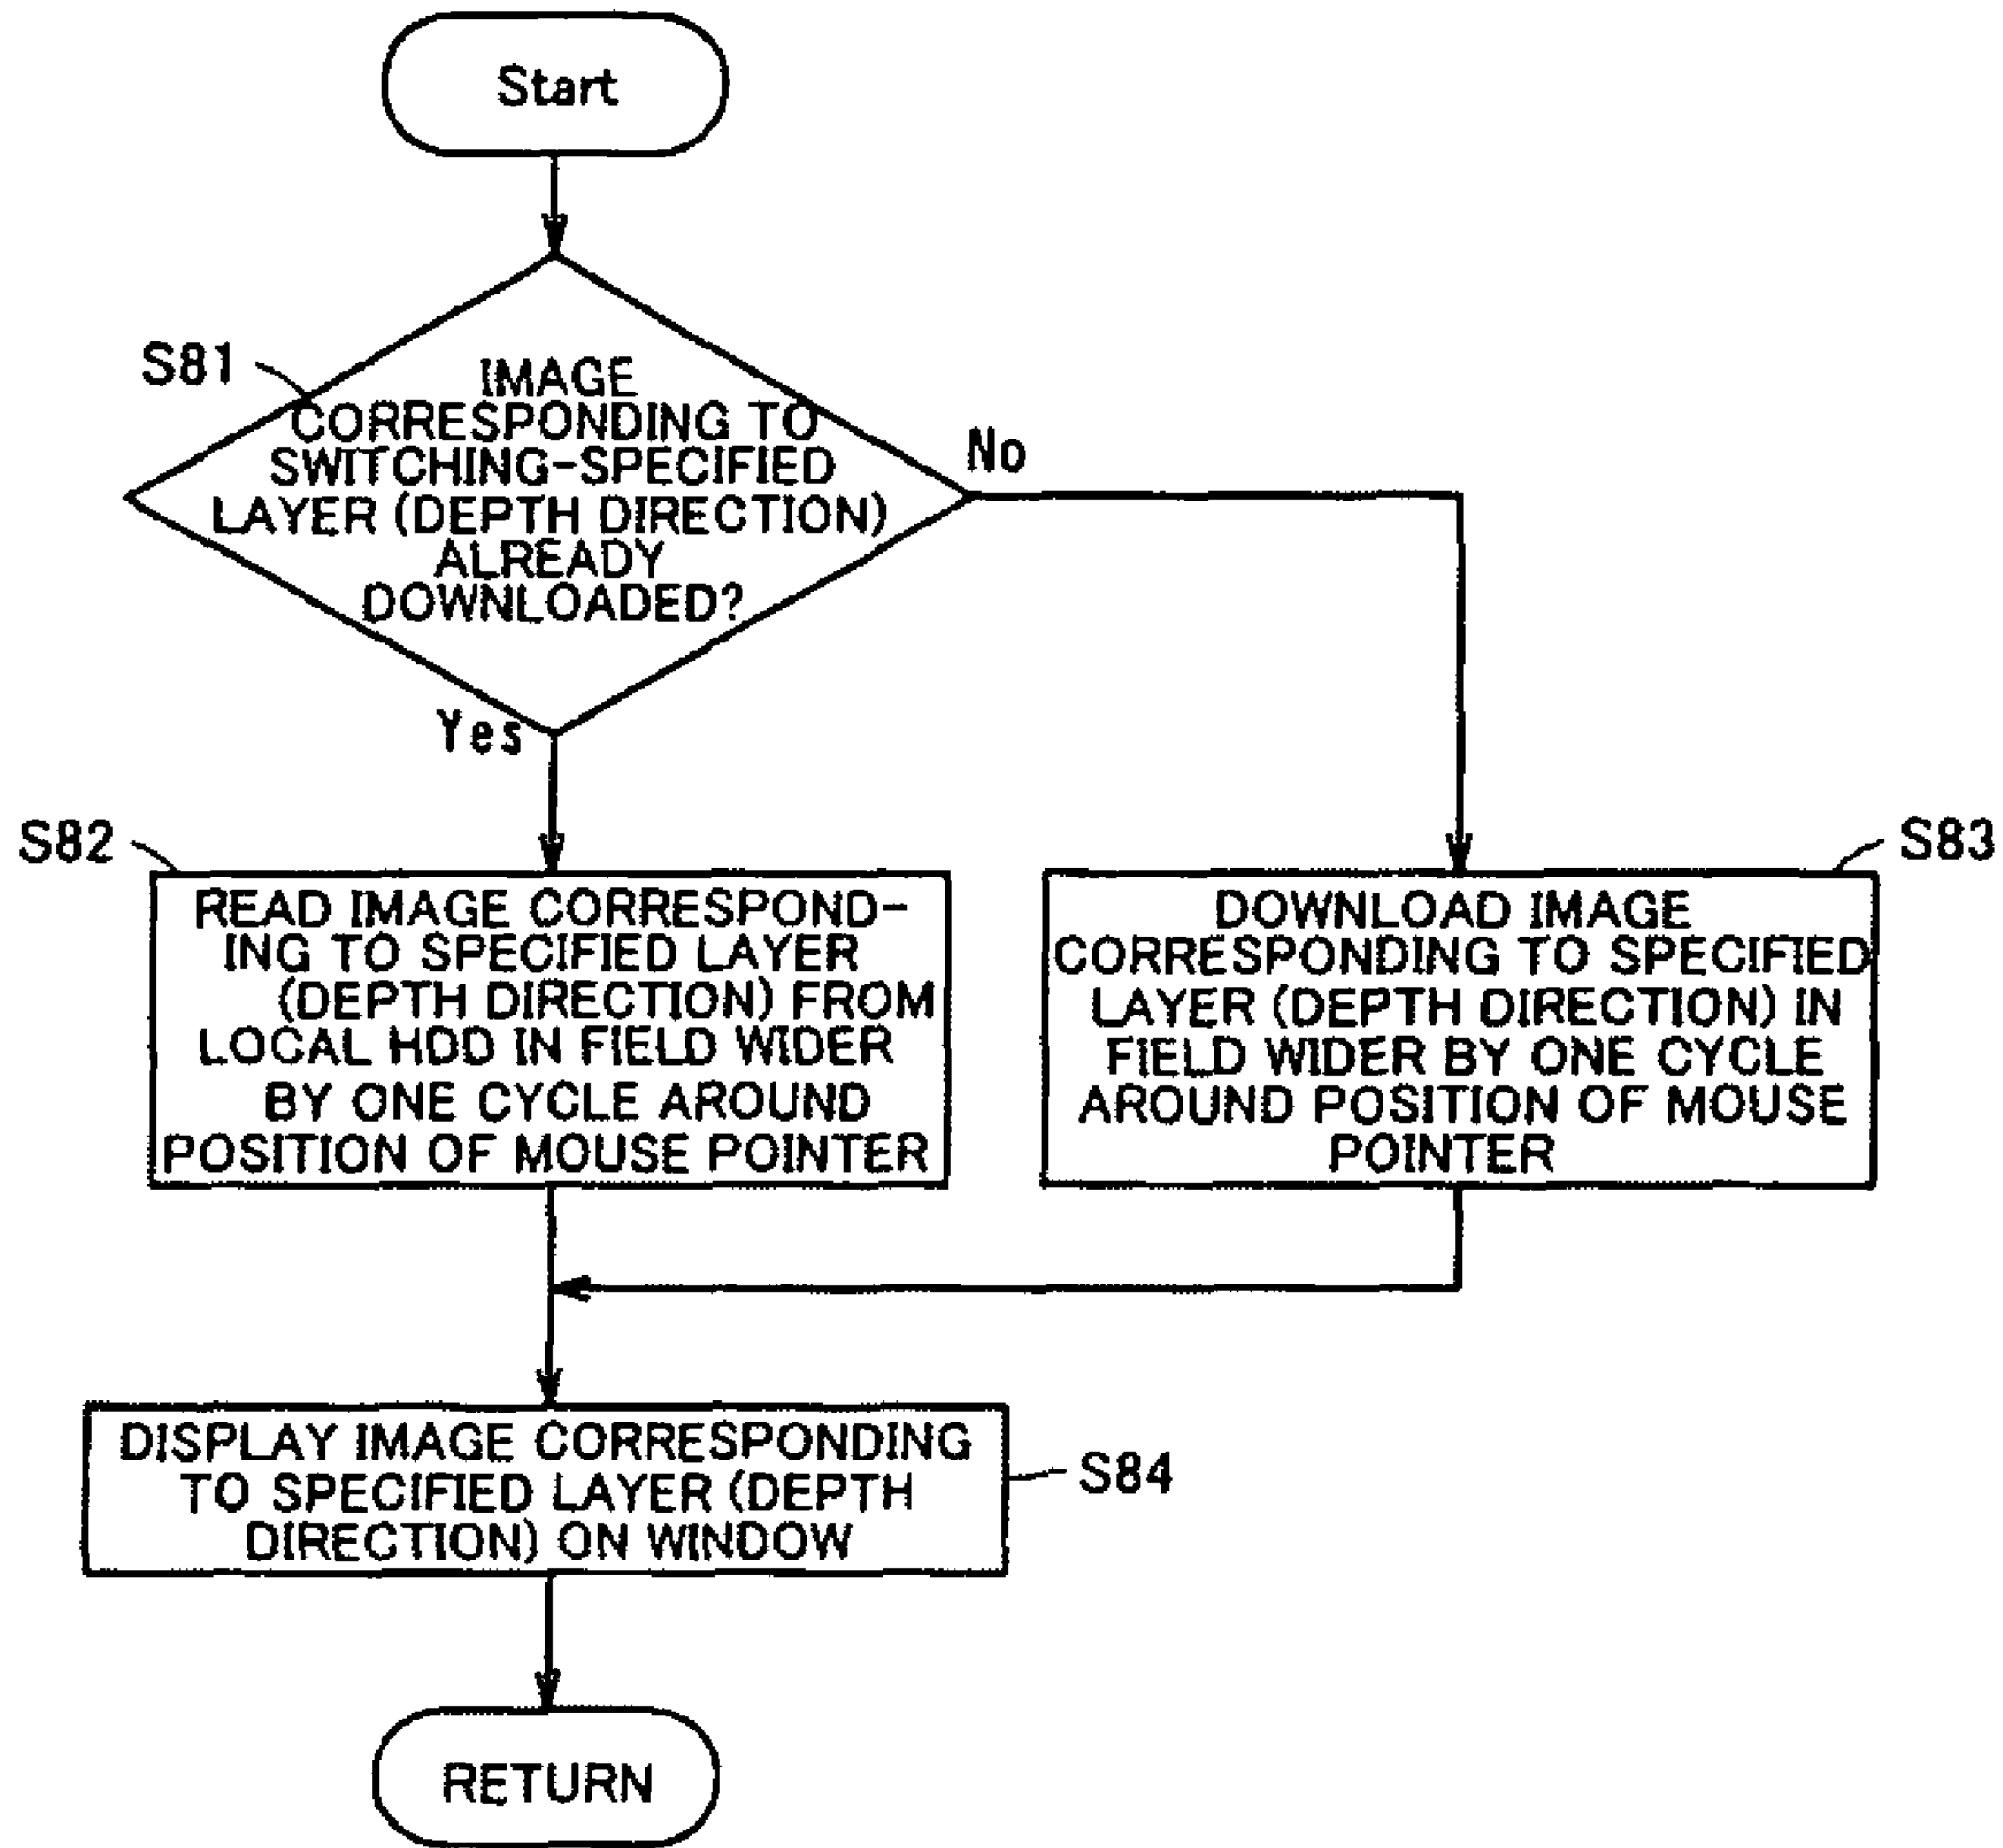 Start
S81
IMAGE
CORRESPONDING TO
SWITCHING-SPECIFIED
LAYER (DEPTH DIRECTION)
ALREADY
DOWNLOADED?
No
Yes
S82
READ IMAGE CORRESPOND-
ING TO SPECIFIED LAYER
(DEPTH DIRECTION) FROM
LOCAL HDD IN FIELD WIDER
BY ONE CYCLE AROUND
POSITION OF MOUSE POINTER
S83
DOWNLOAD IMAGE
CORRESPONDING TO SPECIFIED
LAYER (DEPTH DIRECTION) IN
FIELD WIDER BY ONE CYCLE
AROUND POSITION OF MOUSE
POINTER
DISPLAY IMAGE CORRESPONDING
TO SPECIFIED LAYER (DEPTH
DIRECTION) ON WINDOW
S84
RETURN